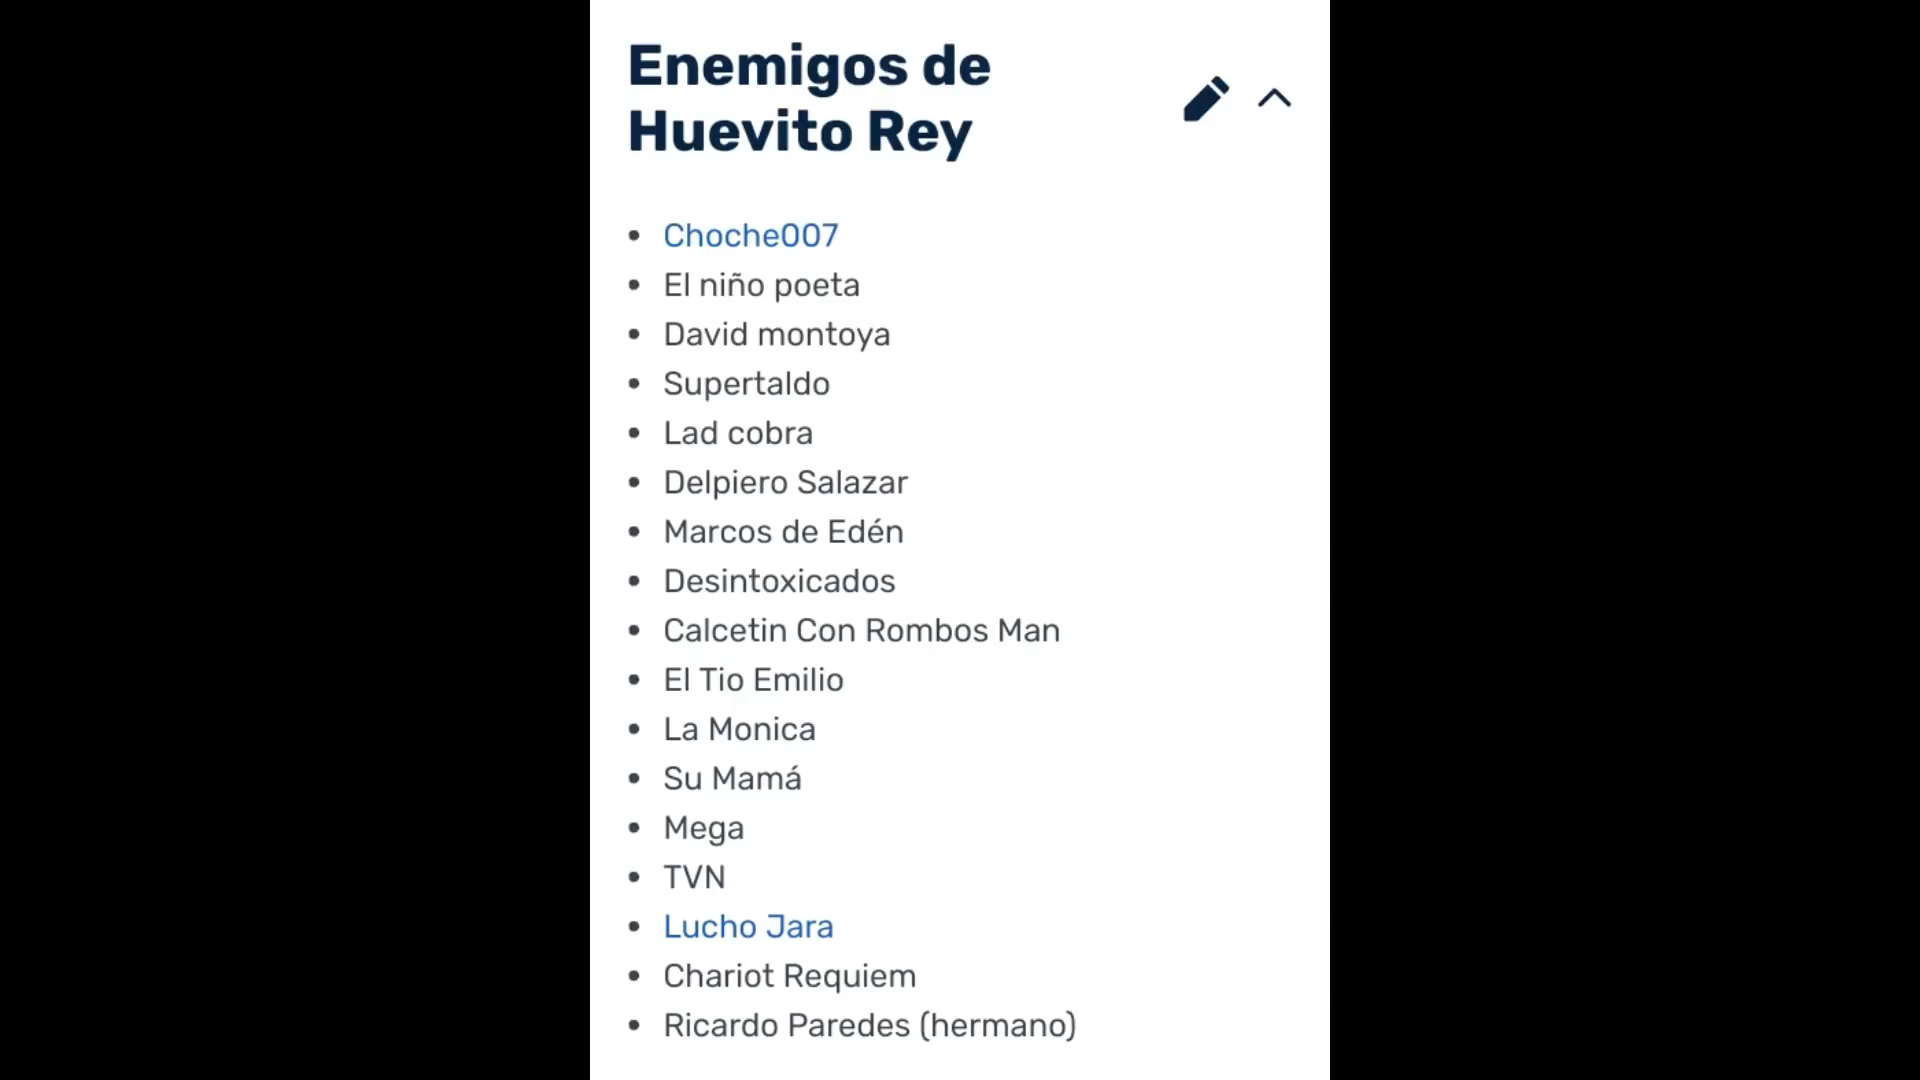 Enemigos de
Huevito Rey
Choche007
El niño poeta
David montoya
Supertaldo
Lad cobra
Delpiero Salazar
Marcos de Edén
Desintoxicados
Calcetin Con Rombos Man
El Tio Emilio
La Monica
Su Mamá
Mega
TVN
Lucho Jara
Chariot Requiem
Ricardo Paredes (hermano)